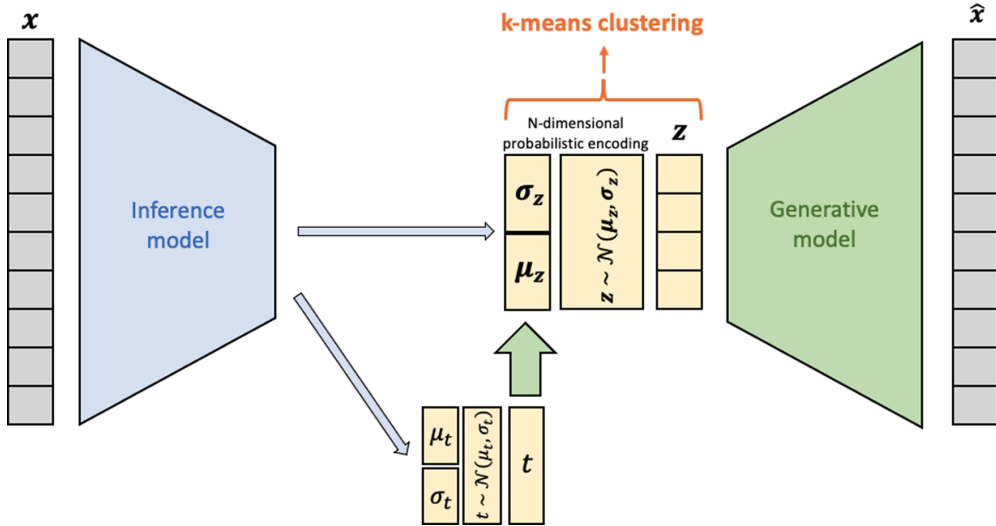 x
x̂
k-means clustering
N-dimensional
probabilistic encoding
z
Inference
model
σ_z
μ_z
z ~ 𝒩(μ_z, σ_z)
Generative
model
μ_t
σ_t
t ~ 𝒩(μ_t, σ_t)
t